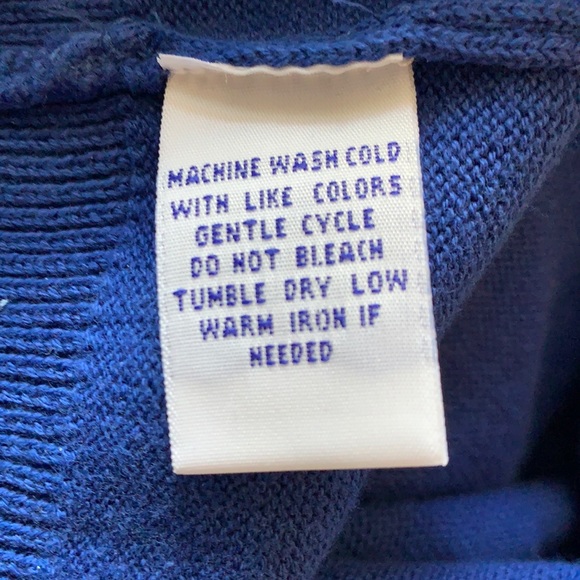 MACHINE WASH COLD
WITH LIKE COLORS
GENTLE CYCLE
DO NOT BLEACH
TUMBLE DRY LOW
WARM IRON IF
NEEDED